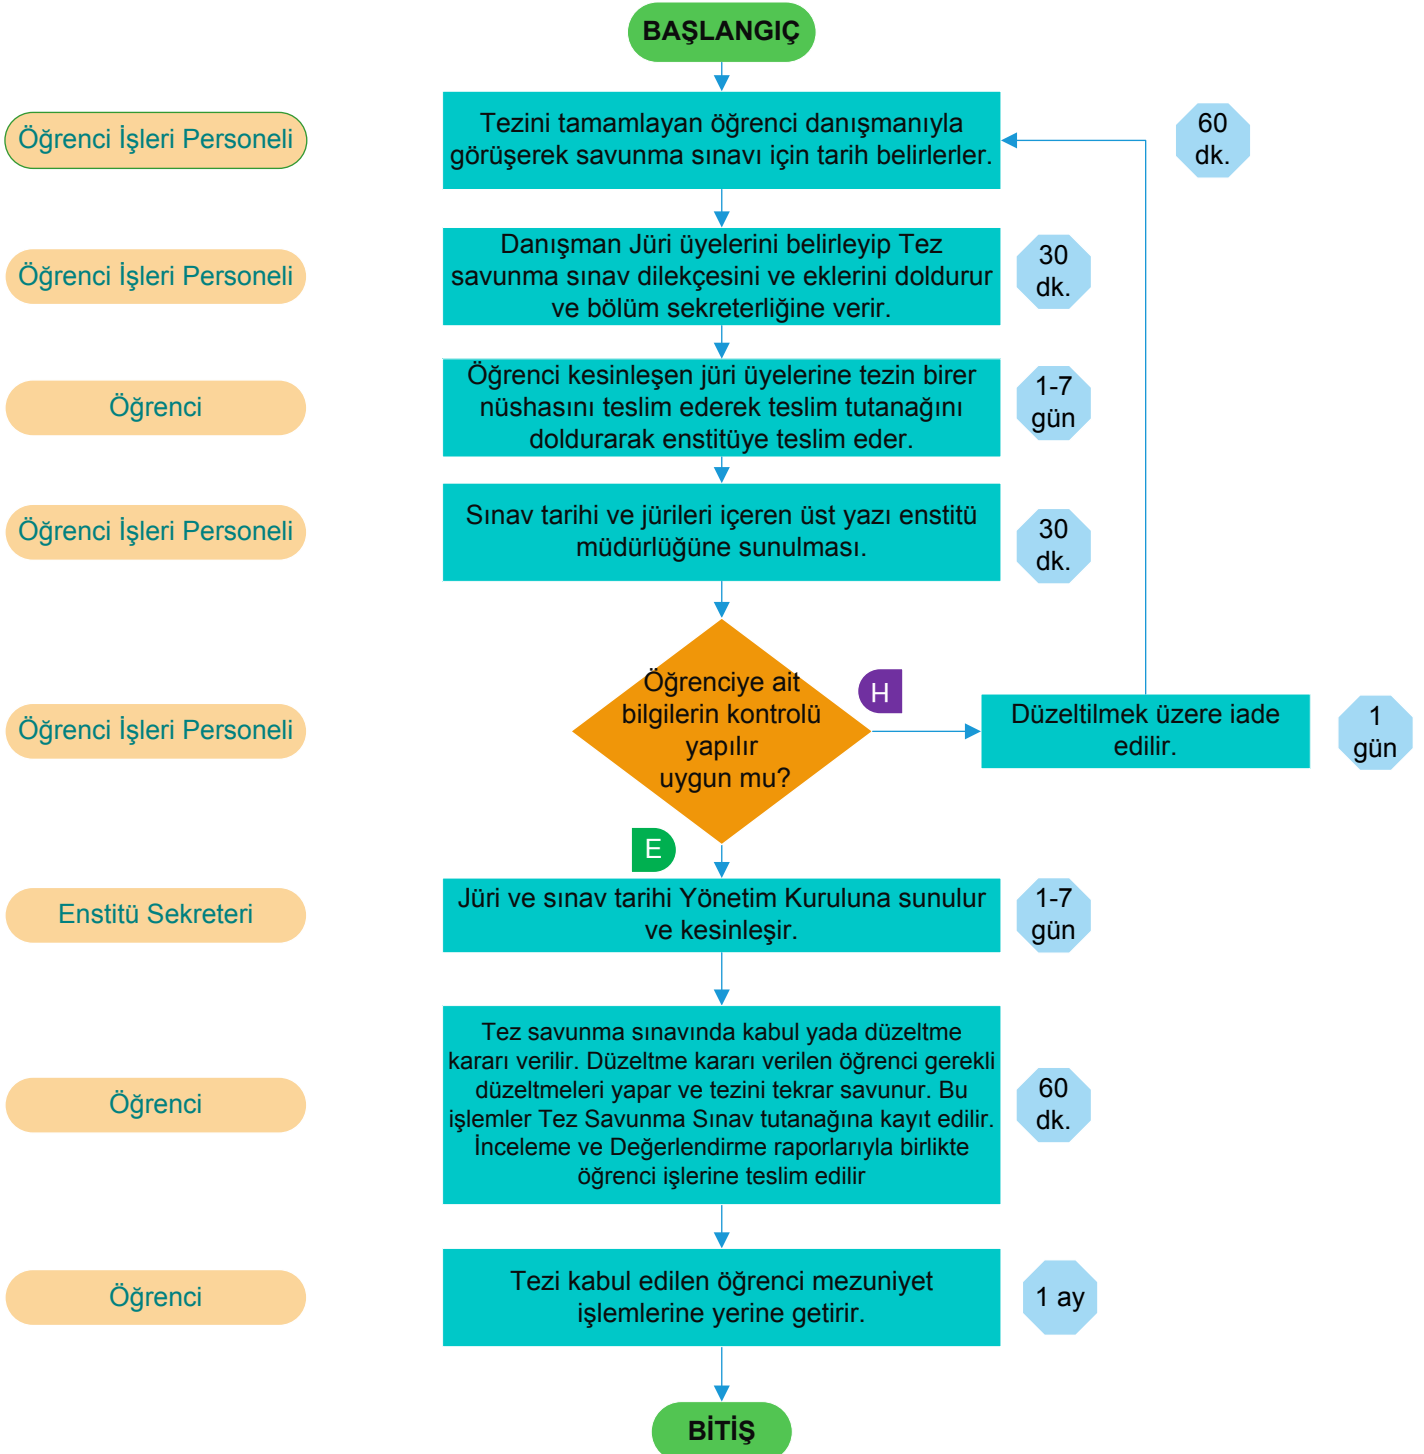 BAŞLANGIÇ
Öğrenci İşleri Personeli
Tezini tamamlayan öğrenci danışmanıyla
görüşerek savunma sınavı için tarih belirlerler.
60
dk.
Öğrenci İşleri Personeli
Danışman Jüri üyelerini belirleyip Tez
savunma sınav dilekçesini ve eklerini doldurur
ve bölüm sekreterliğine verir.
30
dk.
Öğrenci
Öğrenci kesinleşen jüri üyelerine tezin birer
nüshasını teslim ederek teslim tutanağını
doldurarak enstitüye teslim eder.
1-7
gün
Öğrenci İşleri Personeli
Sınav tarihi ve jürileri içeren üst yazı enstitü
müdürlüğüne sunulması.
30
dk.
Öğrenci İşleri Personeli
Öğrenciye ait
bilgilerin kontrolü
yapılır
uygun mu?
H
Düzeltilmek üzere iade
edilir.
1
gün
E
Enstitü Sekreteri
Jüri ve sınav tarihi Yönetim Kuruluna sunulur
ve kesinleşir.
1-7
gün
Öğrenci
Tez savunma sınavında kabul yada düzeltme
kararı verilir. Düzeltme kararı verilen öğrenci gerekli
düzeltmeleri yapar ve tezini tekrar savunur. Bu
işlemler Tez Savunma Sınav tutanağına kayıt edilir.
İnceleme ve Değerlendirme raporlarıyla birlikte
öğrenci işlerine teslim edilir
60
dk.
Öğrenci
Tezi kabul edilen öğrenci mezuniyet
işlemlerine yerine getirir.
1 ay
BİTİŞ